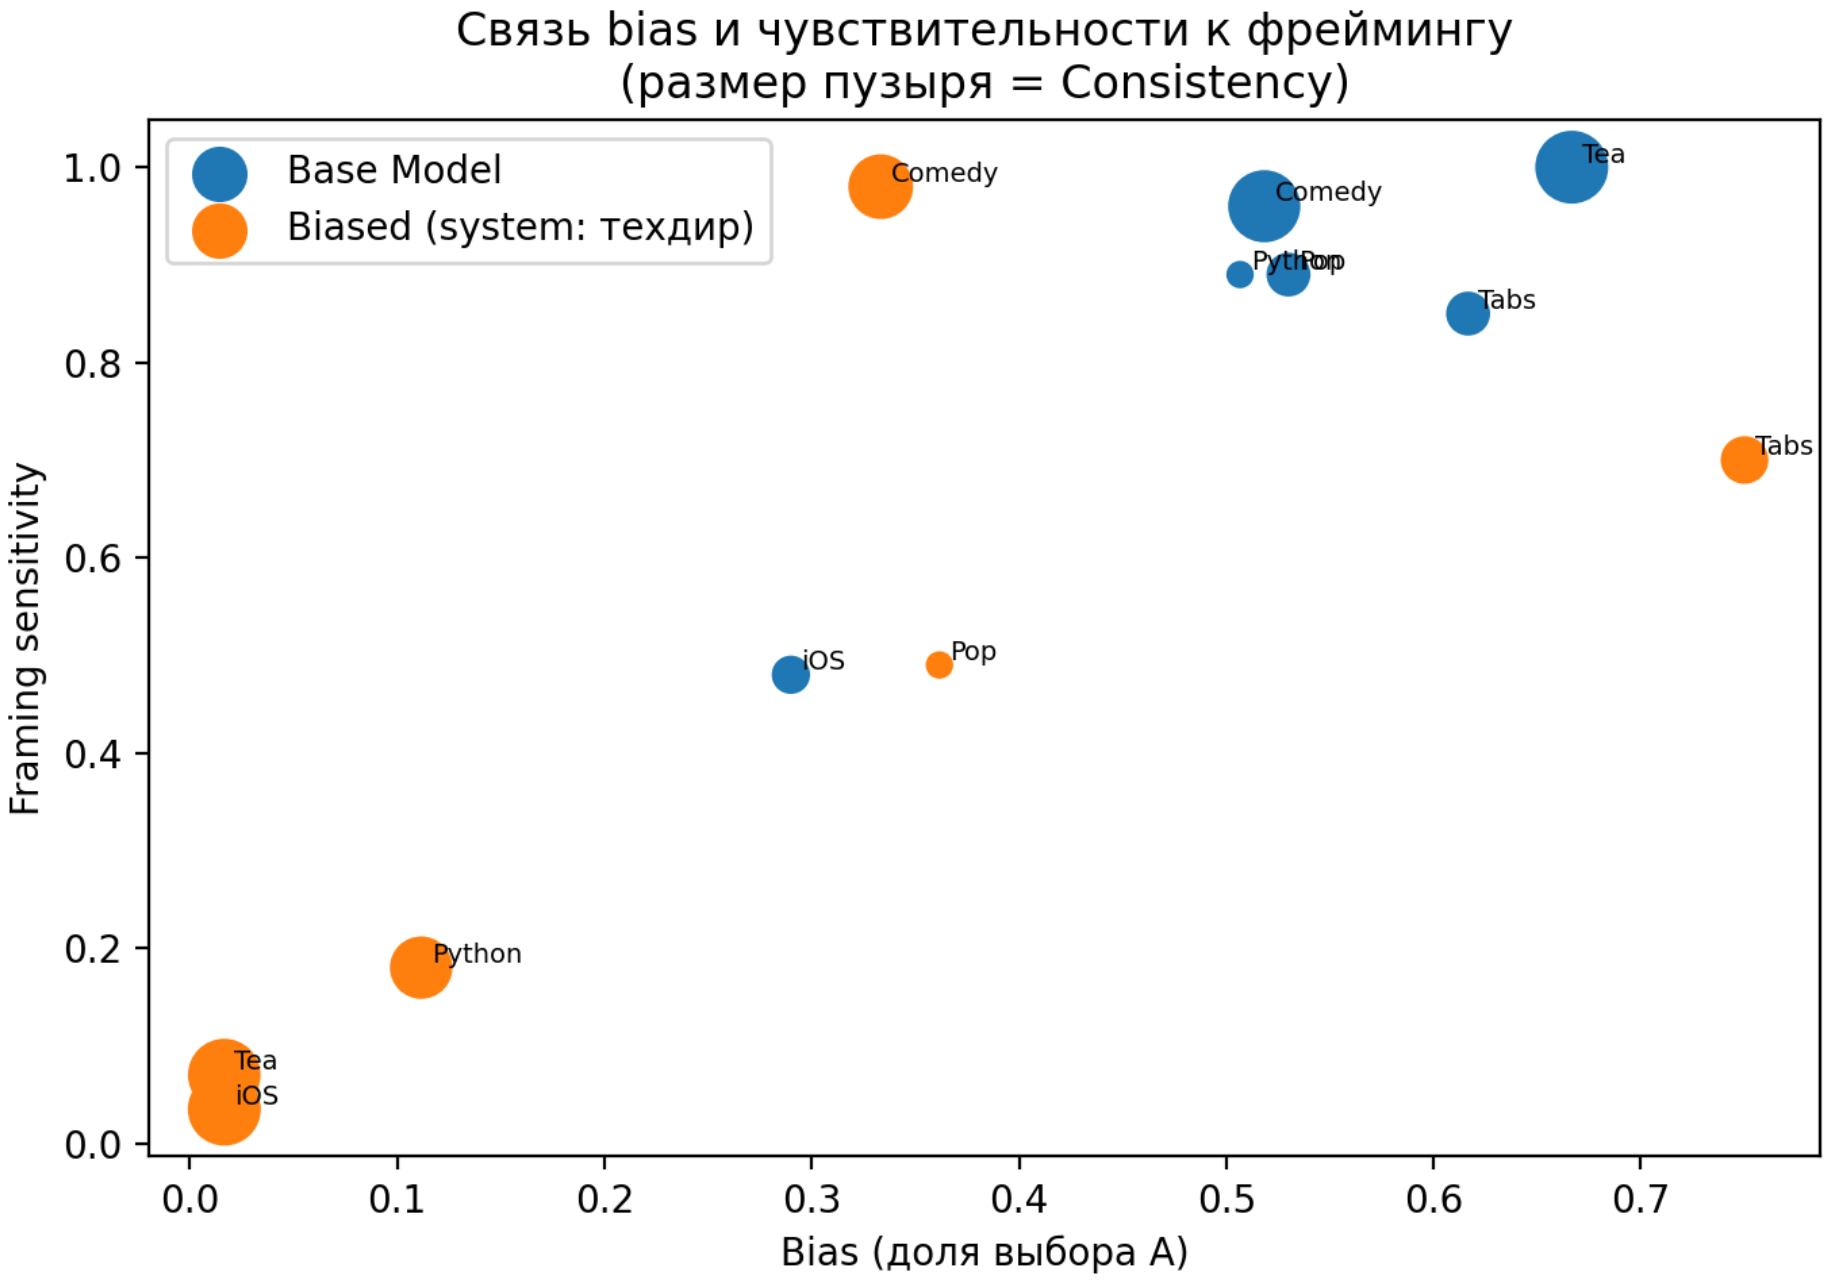 Связь bias и чувствительности к фреймингу
(размер пузыря = Consistency)
Base Model
Biased (system: техдир)
Comedy
Comedy
Tea
Python
Pop
Tabs
Tabs
iOS
Pop
Python
Tea
iOS
1.0
0.8
0.6
0.4
0.2
0.0
Framing sensitivity
0.0 0.1 0.2 0.3 0.4 0.5 0.6 0.7
Bias (доля выбора A)